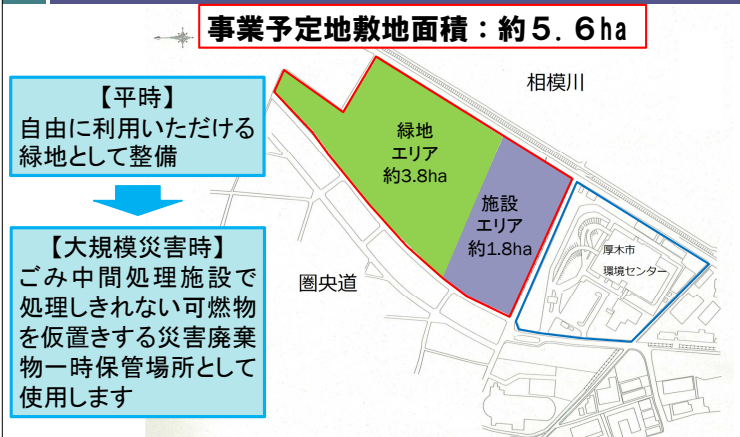 事業予定地敷地面積：約５.６ha
【平時】
自由に利用いただける
緑地として整備
【大規模災害時】
ごみ中間処理施設で
処理しきれない可燃物
を仮置きする災害廃棄
物一時保管場所として
使用します
相模川
緑地
エリア
約3.8ha
施設
エリア
約1.8ha
厚木市
環境センター
圏央道